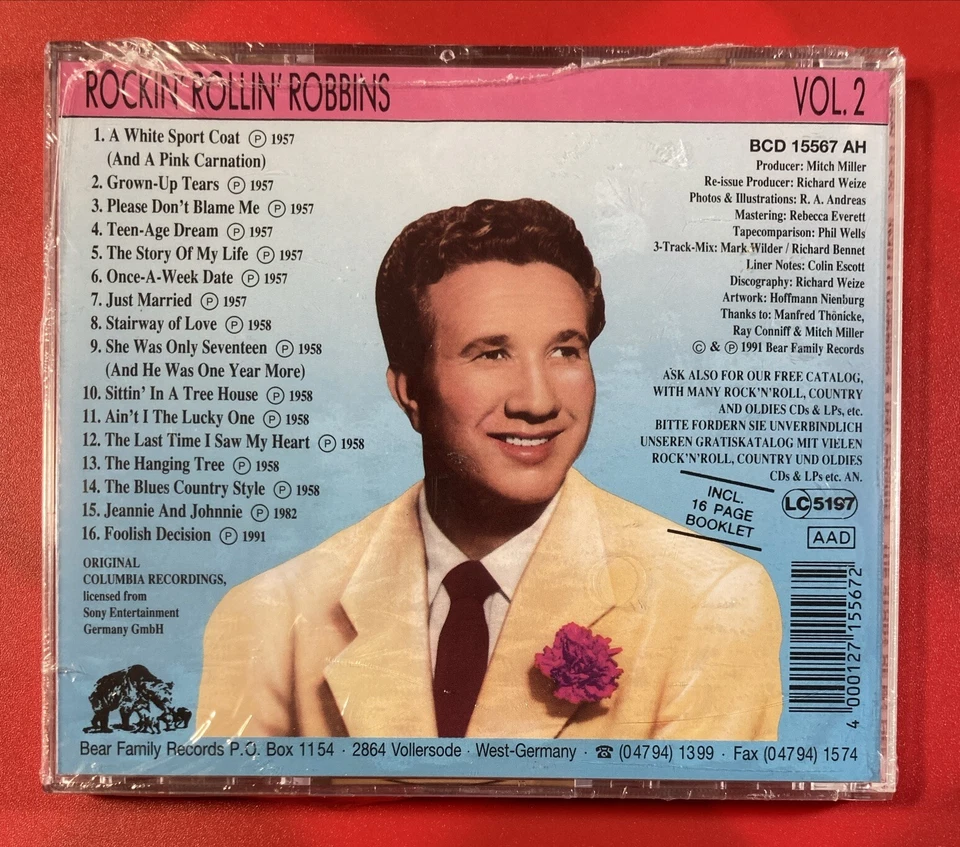 ROCKIN' ROLLIN' ROBBINS
VOL. 2
1. A White Sport Coat Ⓟ 1957
(And A Pink Carnation)
2. Grown-Up Tears Ⓟ 1957
3. Please Don't Blame Me Ⓟ 1957
4. Teen-Age Dream Ⓟ 1957
5. The Story Of My Life Ⓟ 1957
6. Once-A-Week Date Ⓟ 1957
7. Just Married Ⓟ 1957
8. Stairway of Love Ⓟ 1958
9. She Was Only Seventeen Ⓟ 1958
(And He Was One Year More)
10. Sittin' In A Tree House Ⓟ 1958
11. Ain't I The Lucky One Ⓟ 1958
12. The Last Time I Saw My Heart Ⓟ 1958
13. The Hanging Tree Ⓟ 1958
14. The Blues Country Style Ⓟ 1958
15. Jeannie And Johnnie Ⓟ 1982
16. Foolish Decision Ⓟ 1991
ORIGINAL
COLUMBIA RECORDINGS,
licensed from
Sony Entertainment
Germany GmbH
BCD 15567 AH
Producer: Mitch Miller
Re-issue Producer: Richard Weize
Photos & Illustrations: R. A. Andreas
Mastering: Rebecca Everett
Tapecomparison: Phil Wells
3-Track-Mix: Mark Wilder / Richard Bennet
Liner Notes: Colin Escott
Discography: Richard Weize
Artwork: Hoffmann Nienburg
Thanks to: Manfred Thönicke,
Ray Conniff & Mitch Miller
© & Ⓟ 1991 Bear Family Records
ASK ALSO FOR OUR FREE CATALOG,
WITH MANY ROCK'N'ROLL, COUNTRY
AND OLDIES CDs & LPs, etc.
BITTE FORDERN SIE UNVERBINDLICH
UNSEREN GRATISKATALOG MIT VIELEN
ROCK'N'ROLL, COUNTRY UND OLDIES
CDs & LPs etc. AN.
INCL.
16 PAGE
BOOKLET
LC 5197
AAD
4 000127 155672
Bear Family Records P.O. Box 1154 · 2864 Vollersode · West-Germany · ☎ (04794) 1399 · Fax (04794) 1574